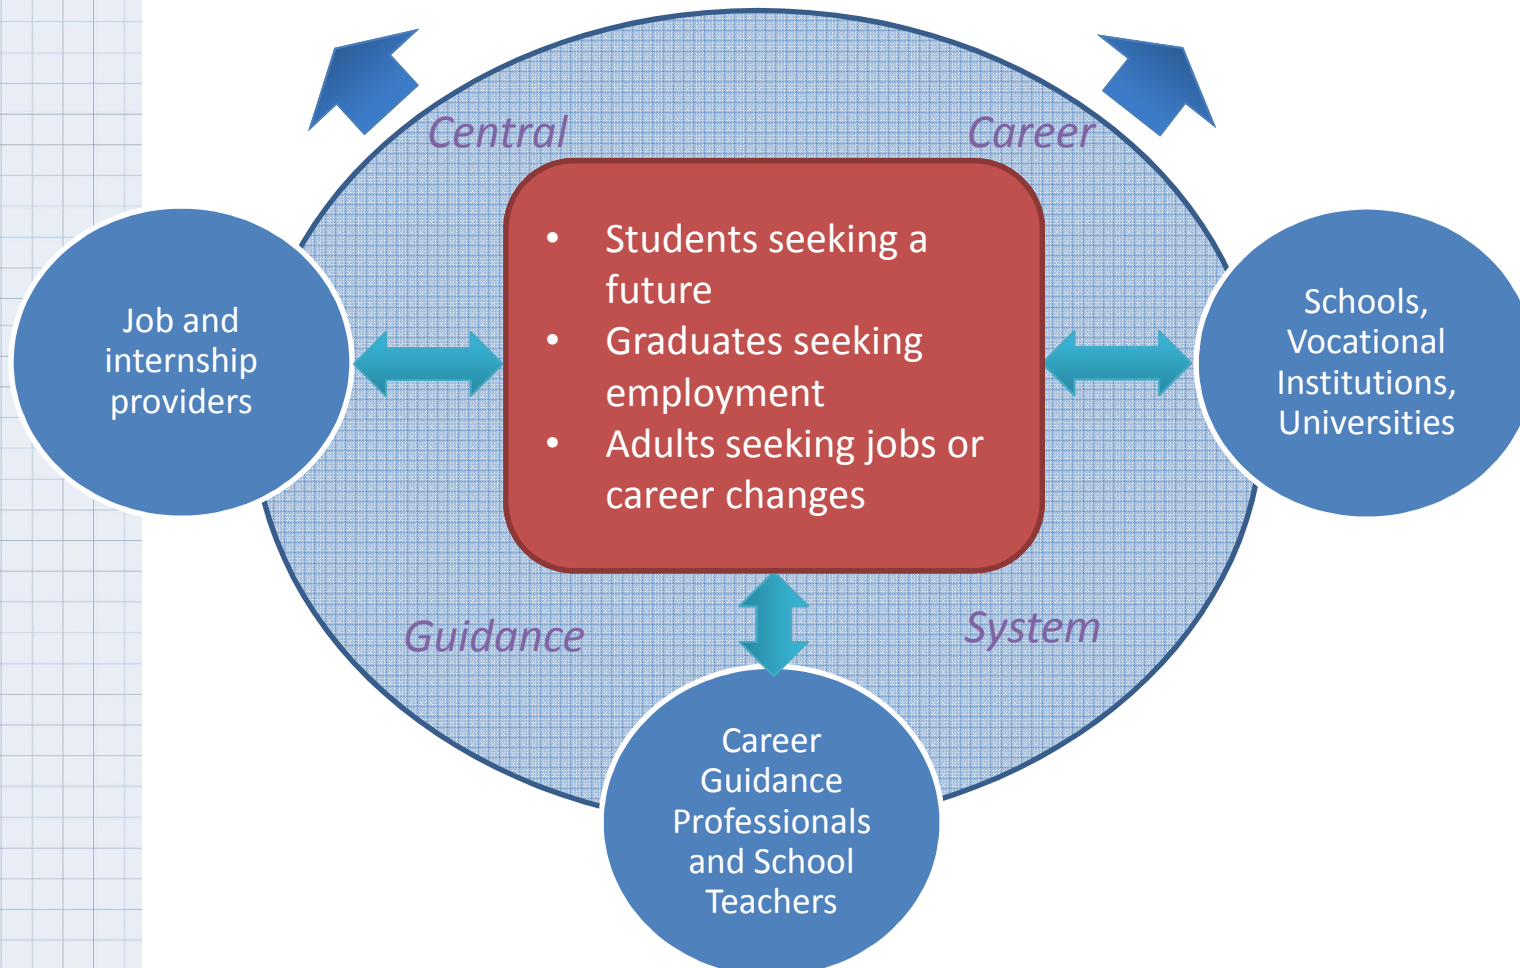 Central
Career
• Students seeking a
future
• Graduates seeking
employment
• Adults seeking jobs or
career changes
Job and
internship
providers
Schools,
Vocational
Institutions,
Universities
Guidance
System
Career
Guidance
Professionals
and School
Teachers